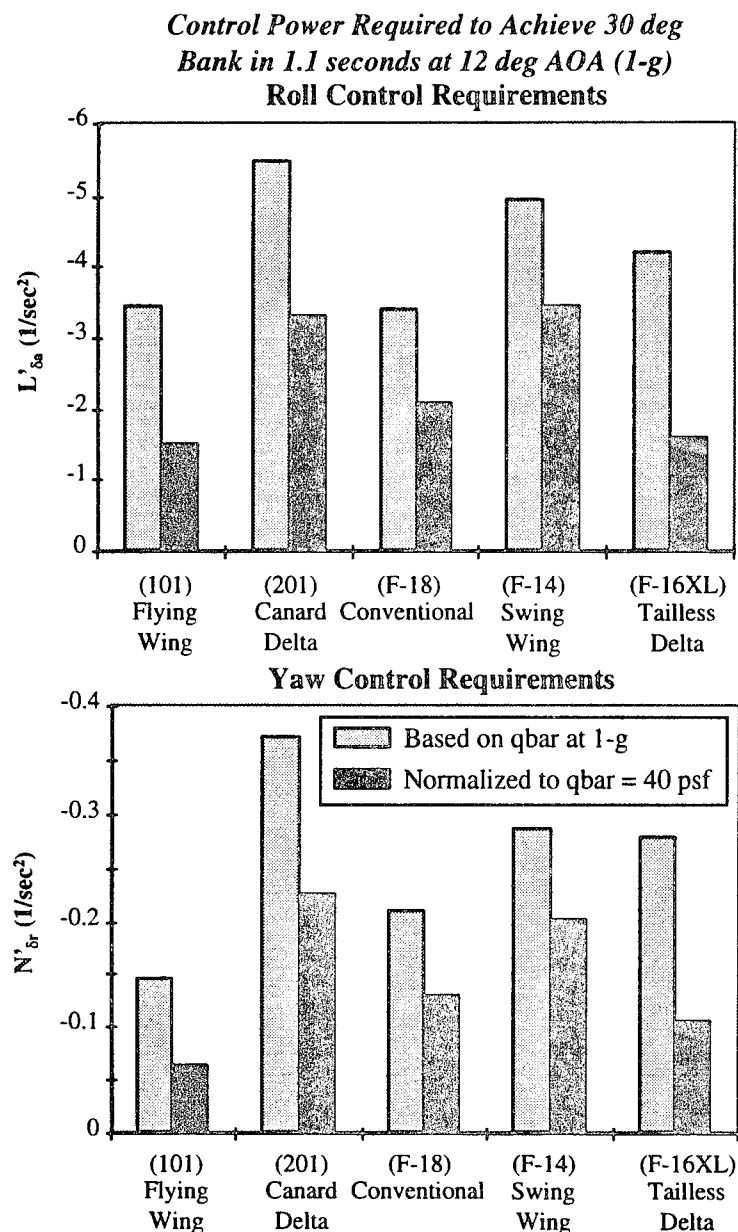 Control Power Required to Achieve 30 deg
Bank in 1.1 seconds at 12 deg AOA (1-g)
Roll Control Requirements
-6
-5
-4
-3
-2
-1
0
L'δa (1/sec²)
(101) (201) (F-18) (F-14) (F-16XL)
Flying Canard Conventional Swing Tailless
Wing Delta Wing Delta
Yaw Control Requirements
-0.4
-0.3
-0.2
-0.1
0
N'δr (1/sec²)
Based on qbar at 1-g
Normalized to qbar = 40 psf
(101) (201) (F-18) (F-14) (F-16XL)
Flying Canard Conventional Swing Tailless
Wing Delta Wing Delta